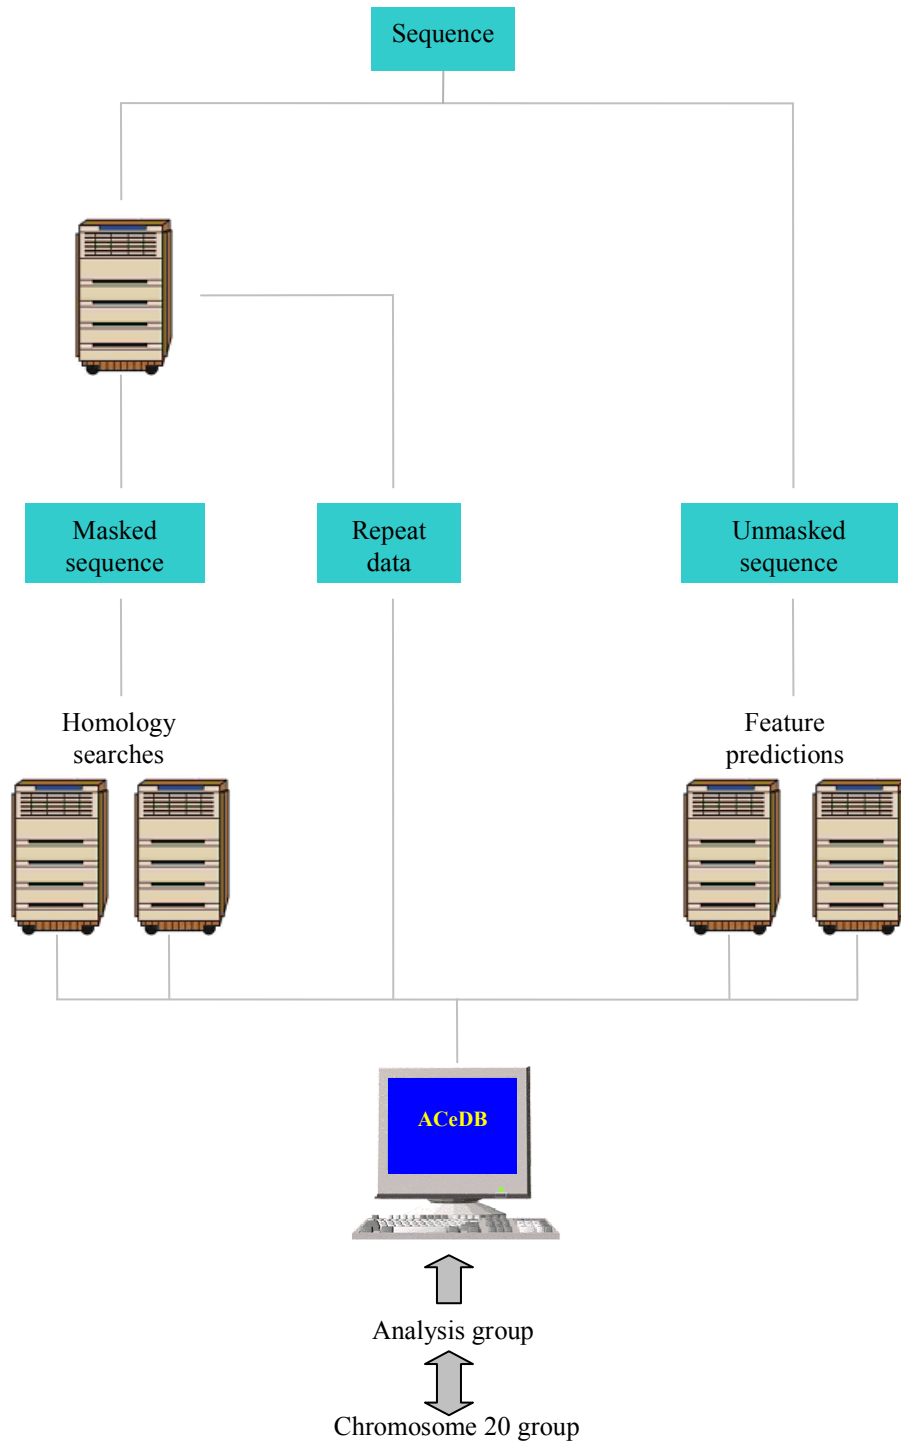 Sequence
Masked
sequence
Repeat
data
Unmasked
sequence
Homology
searches
Feature
predictions
ACeDB
Analysis group
Chromosome 20 group